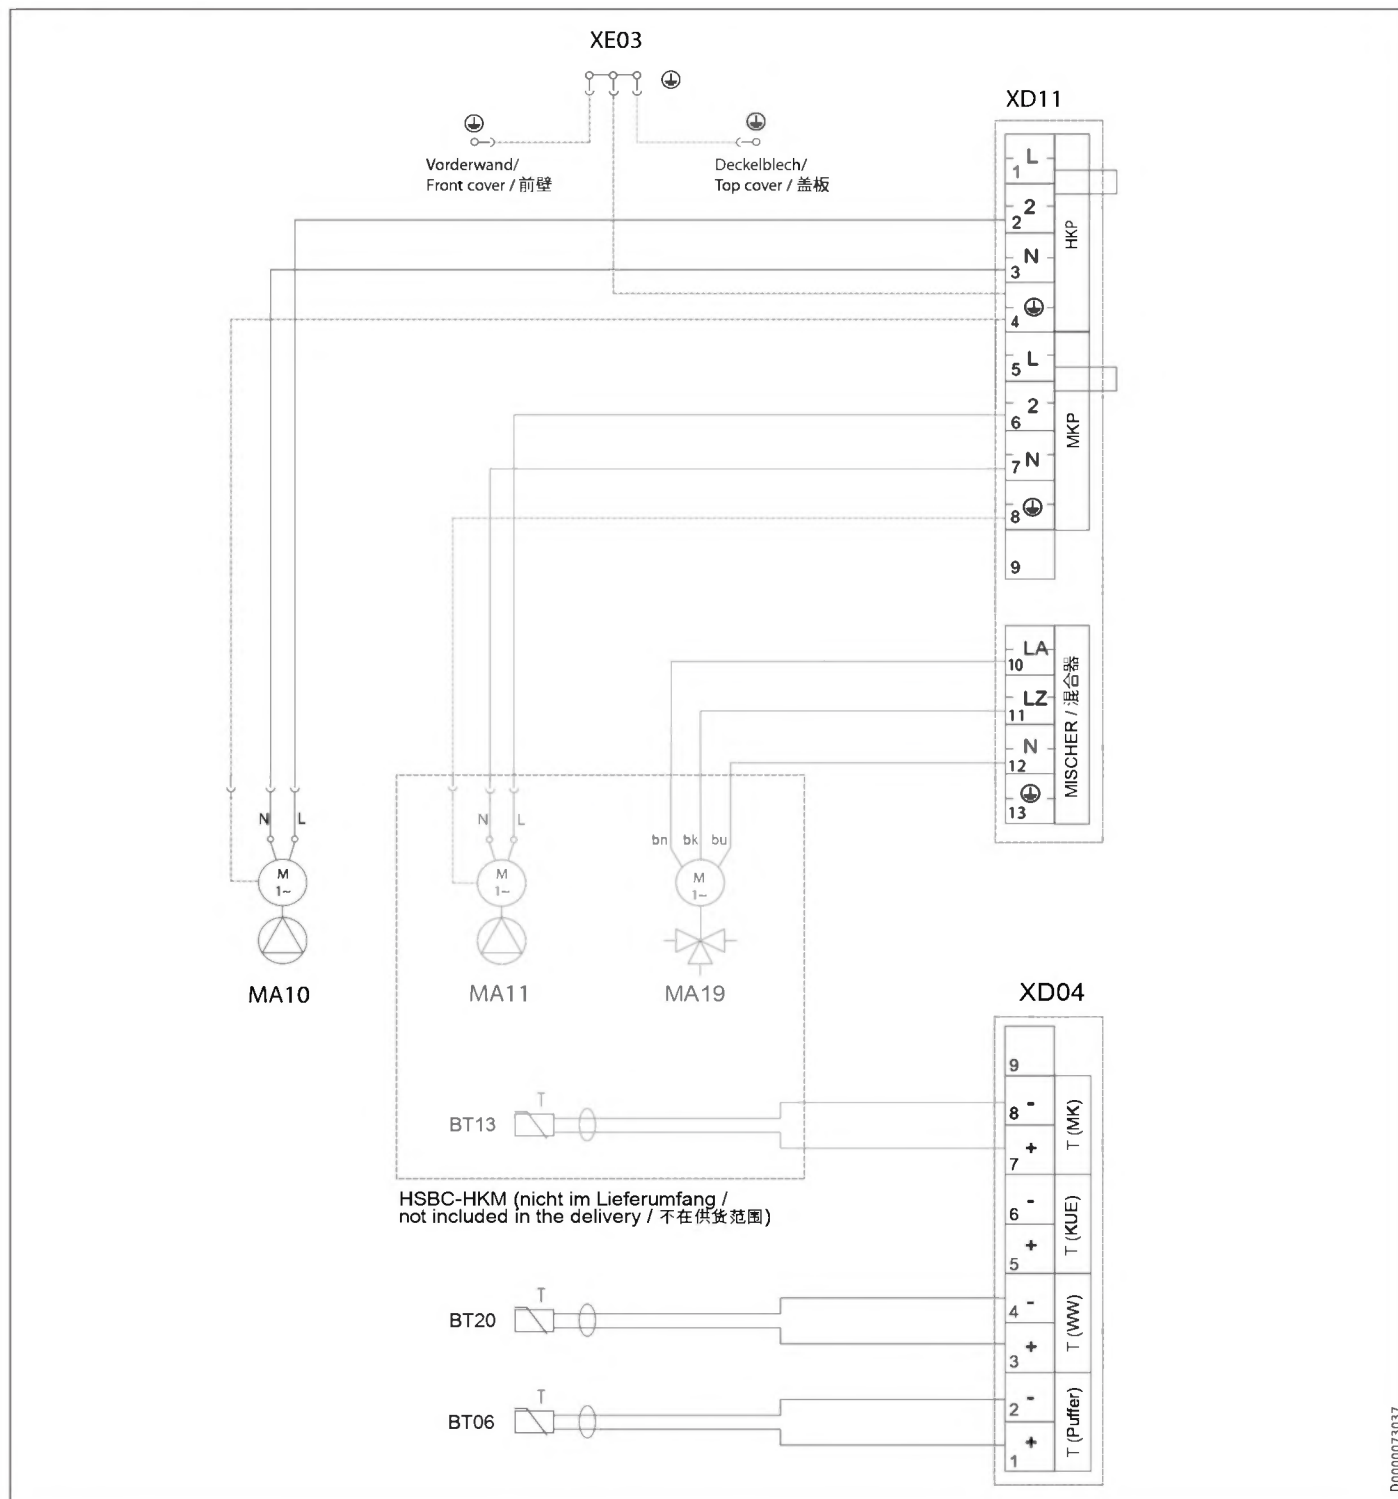 XE03
XD11
Vorderwand/
Front cover / 前壁
Deckelblech/
Top cover / 盖板
L
1
2
2
N
3
4
HKP
L
5
2
6
N
7
8
MKP
9
LA
10
LZ
11
N
12
13
MISCHER / 混合器
N
L
N
L
bn
bk
bu
M
1~
M
1~
M
1~
MA10
MA11
MA19
XD04
9
8 -
+
7
T (MK)
6 -
+
5
T (KUE)
4 -
+
3
T (WW)
2 -
+
1
T (Puffer)
T
BT13
HSBC-HKM (nicht im Lieferumfang /
not included in the delivery / 不在供货范围)
T
BT20
T
BT06
D0000073037